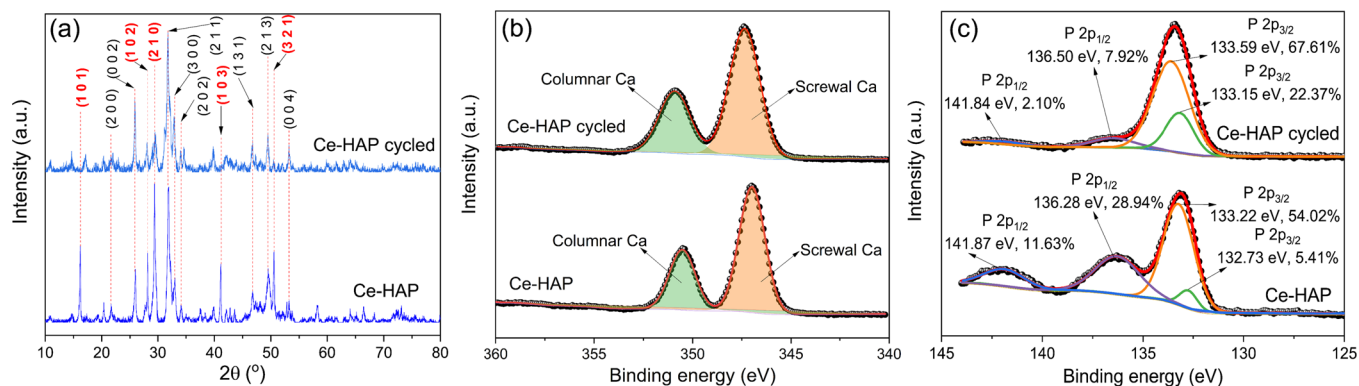 (a)
Intensity (a.u.)
(1 0 1)
(2 0 0)
(0 0 2)
(1 0 2)
(2 1 0)
(3 0 0)
(2 0 2)
(2 1 1)
(1 0 3)
(1 3 1)
(2 1 3)
(3 2 1)
(0 0 4)
Ce-HAP cycled
Ce-HAP
10 20 30 40 50 60 70 80
2θ (°)
(b)
Intensity (a.u.)
Columnar Ca
Screwal Ca
Ce-HAP cycled
Columnar Ca
Screwal Ca
Ce-HAP
360 355 350 345 340
Binding energy (eV)
(c)
Intensity (a.u.)
P 2p1/2
141.84 eV, 2.10%
P 2p1/2
136.50 eV, 7.92%
P 2p3/2
133.59 eV, 67.61%
P 2p3/2
133.15 eV, 22.37%
Ce-HAP cycled
P 2p1/2
141.87 eV, 11.63%
P 2p1/2
136.28 eV, 28.94%
P 2p3/2
133.22 eV, 54.02%
P 2p3/2
132.73 eV, 5.41%
Ce-HAP
145 140 135 130 125
Binding energy (eV)